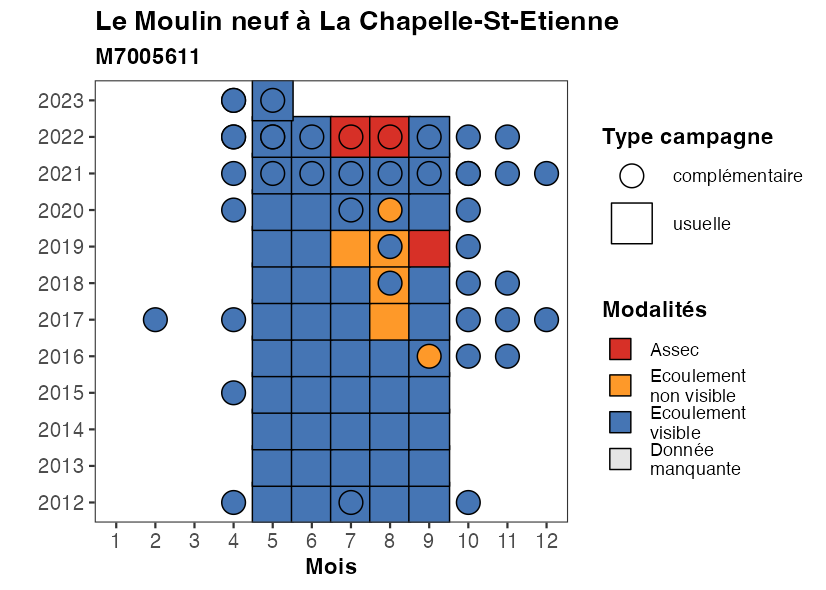 Le Moulin neuf à La Chapelle-St-Etienne
M7005611
2023
2022
2021
2020
2019
2018
2017
2016
2015
2014
2013
2012
1 2 3 4 5 6 7 8 9 10 11 12
Mois
Type campagne
complémentaire
usuelle
Modalités
Assec
Ecoulement
non visible
Ecoulement
visible
Donnée
manquante